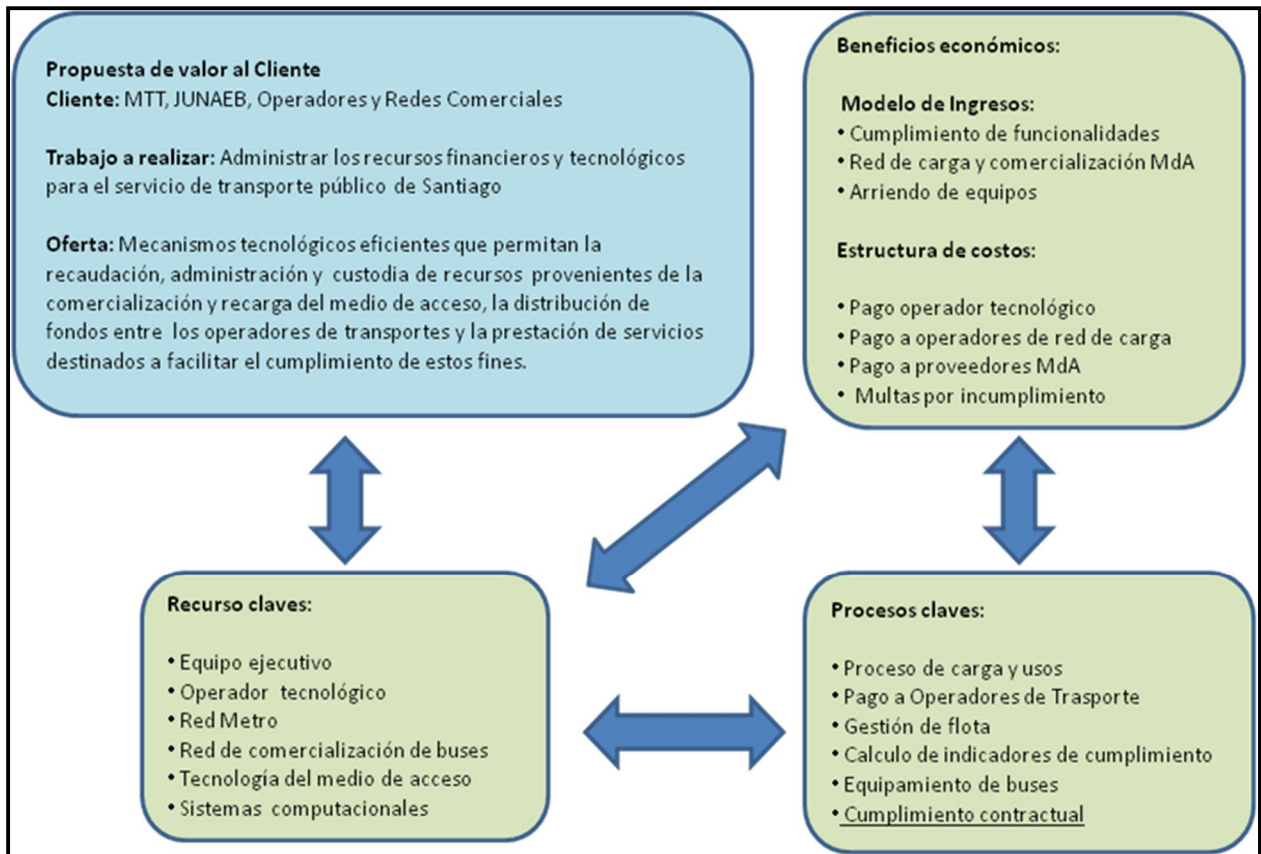 Propuesta de valor al Cliente
Cliente: MTT, JUNAEB, Operadores y Redes Comerciales
Trabajo a realizar: Administrar los recursos financieros y tecnológicos
para el servicio de transporte público de Santiago
Oferta: Mecanismos tecnológicos eficientes que permitan la
recaudación, administración y custodia de recursos provenientes de la
comercialización y recarga del medio de acceso, la distribución de
fondos entre los operadores de transportes y la prestación de servicios
destinados a facilitar el cumplimiento de estos fines.
Beneficios económicos:
Modelo de Ingresos:
• Cumplimiento de funcionalidades
• Red de carga y comercialización MdA
• Arriendo de equipos
Estructura de costos:
• Pago operador tecnológico
• Pago a operadores de red de carga
• Pago a proveedores MdA
• Multas por incumplimiento
Recurso claves:
• Equipo ejecutivo
• Operador tecnológico
• Red Metro
• Red de comercialización de buses
• Tecnología del medio de acceso
• Sistemas computacionales
Procesos claves:
• Proceso de carga y usos
• Pago a Operadores de Trasporte
• Gestión de flota
• Calculo de indicadores de cumplimiento
• Equipamiento de buses
• Cumplimiento contractual